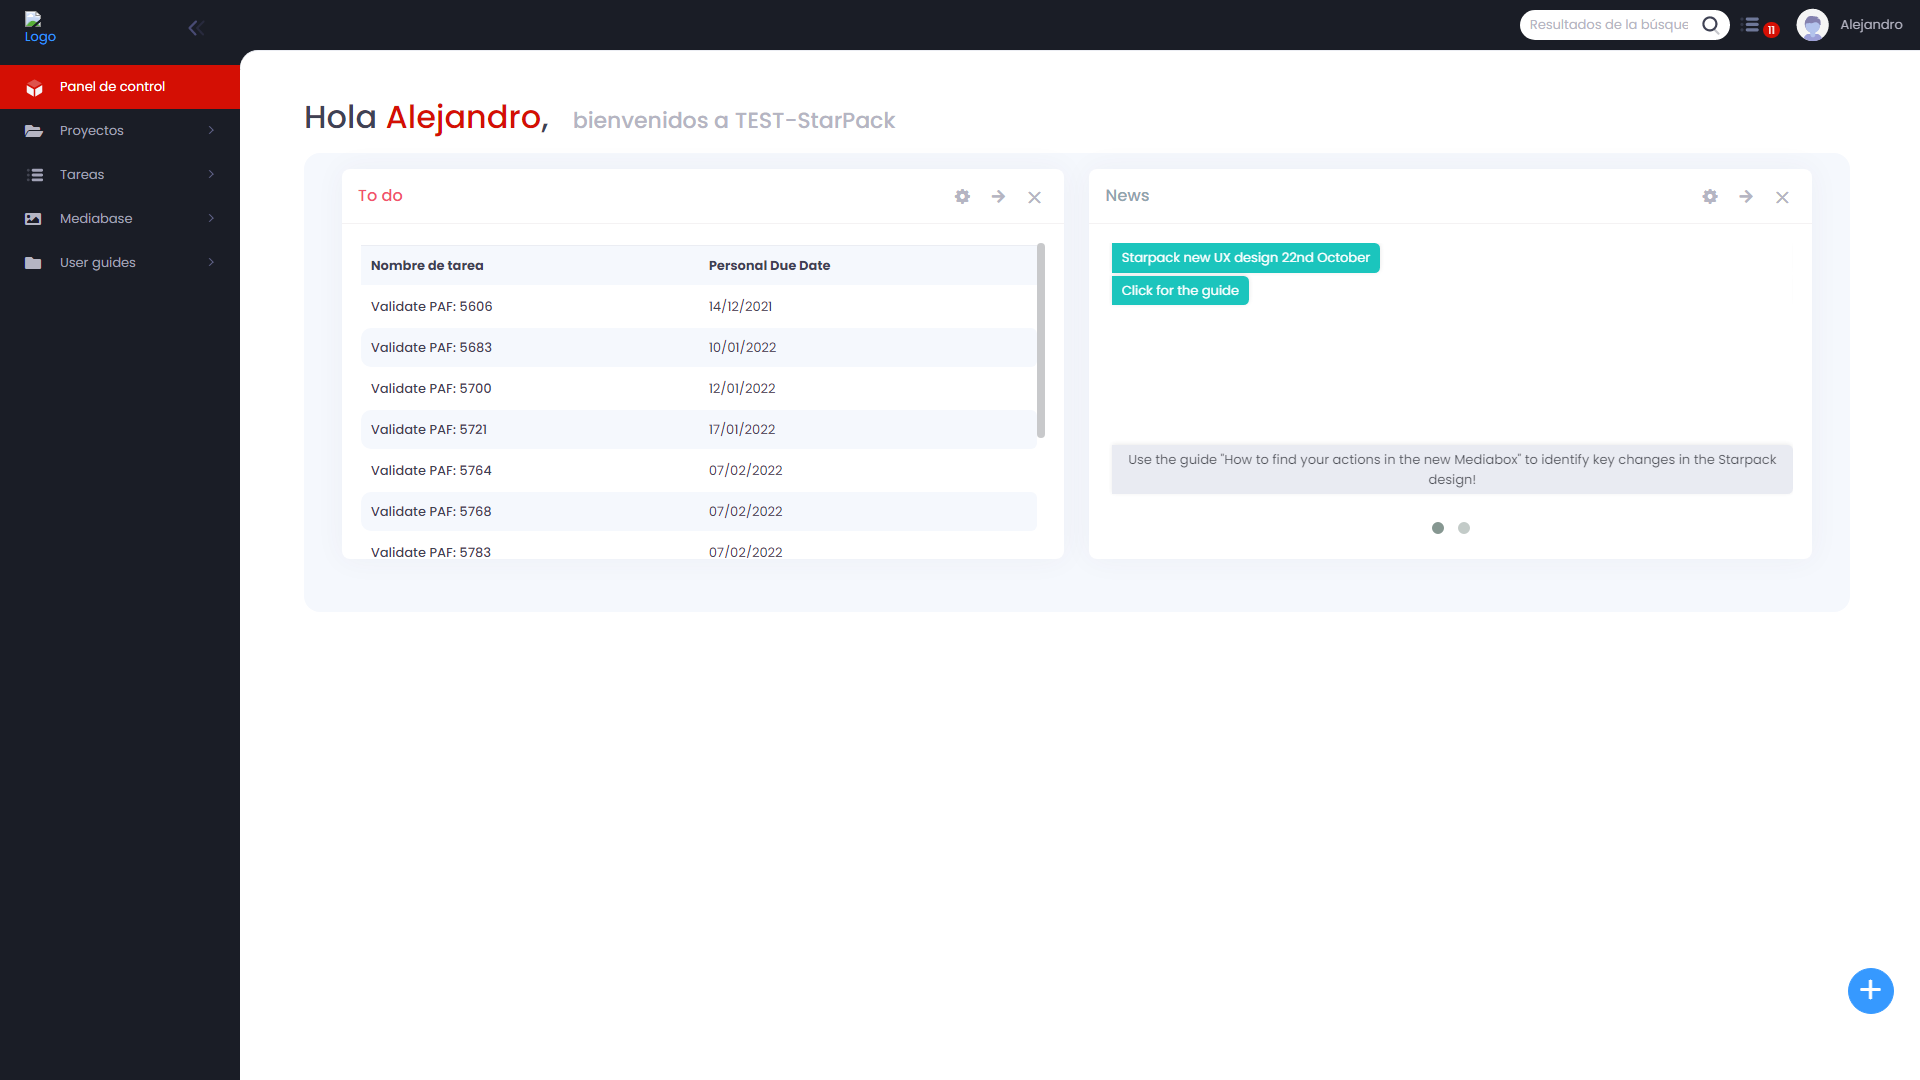 Logo
Resultados de la búsque
11
Alejandro
Panel de control
Proyectos
Tareas
Mediabase
User guides
Hola Alejandro, bienvenidos a TEST-StarPack
To do
Nombre de tarea Personal Due Date
Validate PAF: 5606 14/12/2021
Validate PAF: 5683 10/01/2022
Validate PAF: 5700 12/01/2022
Validate PAF: 5721 17/01/2022
Validate PAF: 5764 07/02/2022
Validate PAF: 5768 07/02/2022
Validate PAF: 5783 07/02/2022
News
Starpack new UX design 22nd October
Click for the guide
Use the guide "How to find your actions in the new Mediabox" to identify key changes in the Starpack
design!